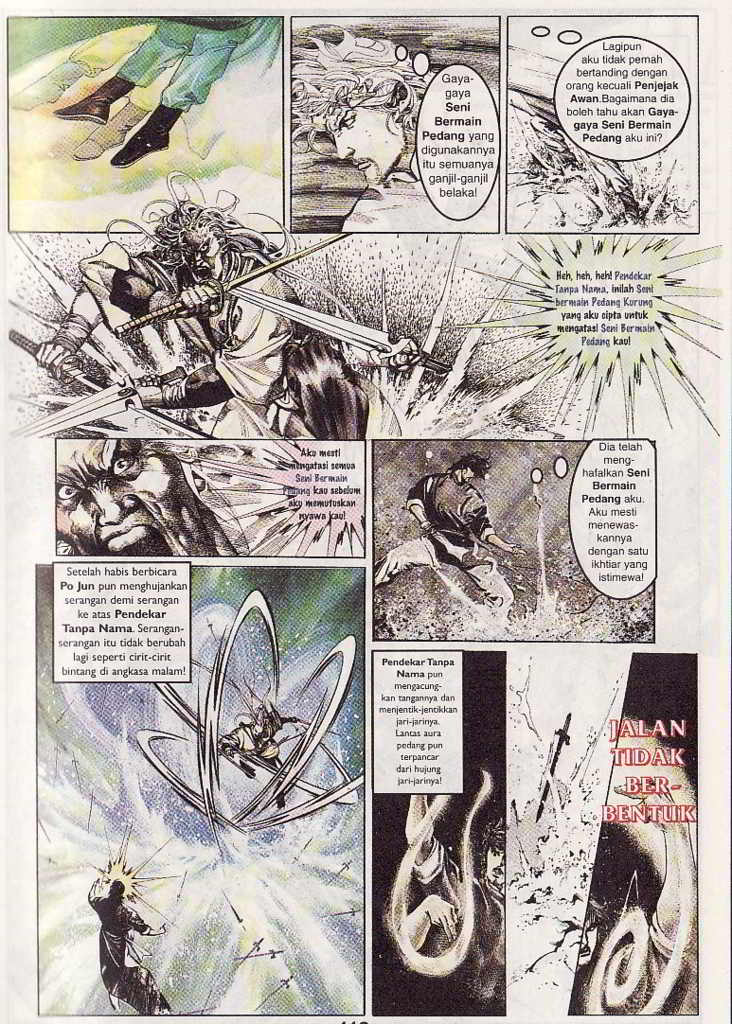 Gaya-
gaya
Seni
Bermain
Pedang yang
digunakannya
itu semuanya
ganjil-ganjil
belaka!
Lagipun
aku tidak pernah
bertanding dengan
orang kecuali Penjejak
Awan.Bagaimana dia
boleh tahu akan Gaya-
gaya Seni Bermain
Pedang aku ini?
Heh, heh, heh! Pendekar
Tanpa Nama, inilah Seni
bermain Pedang Kurung
yang aku cipta untuk
mengatasi Seni Bermain
Pedang kau!
Aku mesti
mengatasi semua
Seni Bermain
Pedang kau sebelum
aku memutuskan
nyawa kau!
Dia telah
meng-
hafalkan Seni
Bermain
Pedang aku.
Aku mesti
menewas-
kannya
dengan satu
ikhtiar yang
istimewa!
Setelah habis berbicara
Po Jun pun menghujankan
serangan demi serangan
ke atas Pendekar
Tanpa Nama. Serangan-
serangan itu tidak berubah
lagi seperti cirit-cirit
bintang di angkasa malam!
Pendekar Tanpa
Nama pun
mengacung-
kan tangannya dan
menjentik-jentikkan
jari-jarinya.
Lantas aura
pedang pun
terpancar
dari hujung
jari-jarinya!
JALAN
TIDAK
BER-
BENTUK